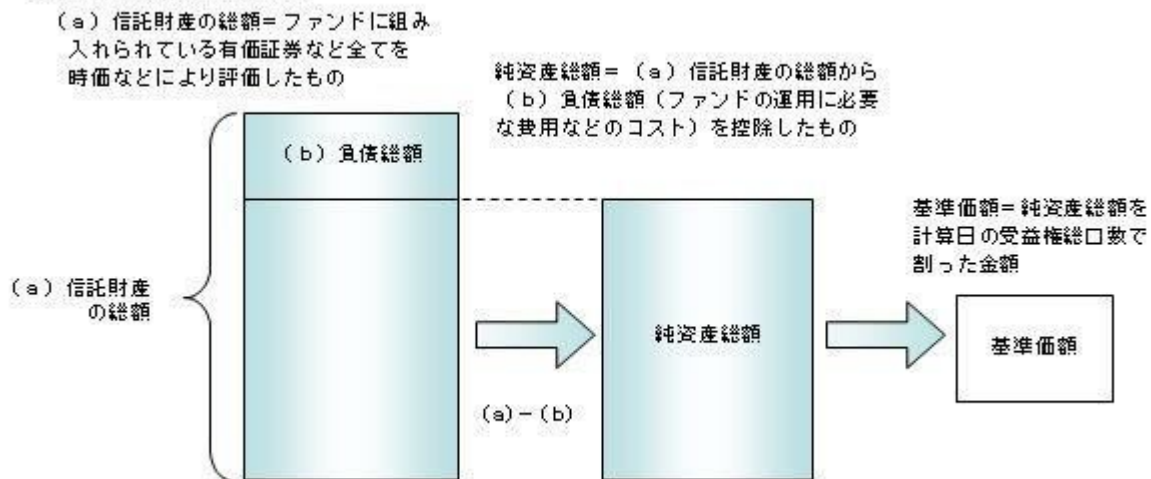 （a）信託財産の総額＝ファンドに組み
入れられている有価証券など全てを
時価などにより評価したもの
純資産総額＝（a）信託財産の総額から
（b）負債総額（ファンドの運用に必要
な費用などのコスト）を控除したもの
（b）負債総額
基準価額＝純資産総額を
計算日の受益権総口数で
割った金額
（a）信託財産
の総額
純資産総額
基準価額
（a）－（b）